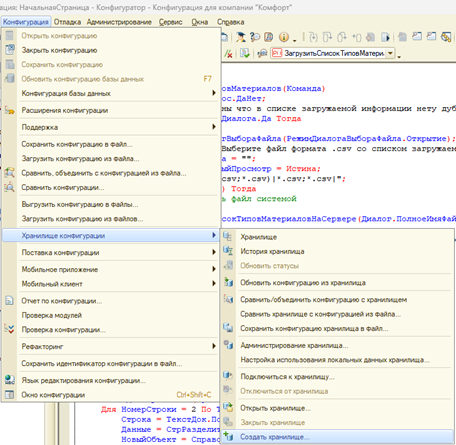 ация: НачальнаяСтраница - Конфигуратор - Конфигурация для компании "Комфорт"
Конфигурация Отладка Администрирование Сервис Окна Справка
ЗагрузитьСписокТиповМатери...
Открыть конфигурацию
Закрыть конфигурацию
Сохранить конфигурацию
Обновить конфигурацию базы данных F7
Конфигурация базы данных
Расширения конфигурации
Поддержка
Сохранить конфигурацию в файл...
Загрузить конфигурацию из файла...
Сравнить, объединить с конфигурацией из файла...
Сравнить конфигурации...
Выгрузить конфигурацию в файлы...
Загрузить конфигурацию из файлов...
Хранилище конфигурации
Поставка конфигурации
Мобильное приложение
Мобильный клиент
Отчет по конфигурации...
Проверка модулей
Проверка конфигурации...
Рефакторинг
Сохранить идентификатор конфигурации в файл...
Язык редактирования конфигурации...
Окно конфигурации Ctrl+Shift+C
повМатериалов(Команда)
ос.ДаНет;
ны что в списке загружаемой информации нету дуб
Диалога.Да Тогда
гВыбораФайла(РежимДиалогаВыбораФайла.Открытие);
Выберите файл формата .csv со списком загружаем
а = "";
ыйПросмотр = Истина;
csv;*.csv)|*.csv;*.csv|";
) Тогда
ь файл системой
сокТиповМатериаловНаСервере(Диалог.ПолноеИмяФай
Хранилище
История хранилища
Обновить статусы
Обновить конфигурацию из хранилища
Сравнить/объединить конфигурацию с хранилищем
Сравнить хранилище с конфигурацией из файла...
Сохранить конфигурацию хранилища в файл...
Администрирование хранилища...
Настройка использования локальных данных хранилища...
Подключиться к хранилищу...
Отключиться от хранилища
Открыть хранилище...
Закрыть хранилище
Создать хранилище...
Для НомерСтроки = 2 По Т
Строка = ТекстДок.По
Данные = СтрРазделит
НовыйОбъект = Справо